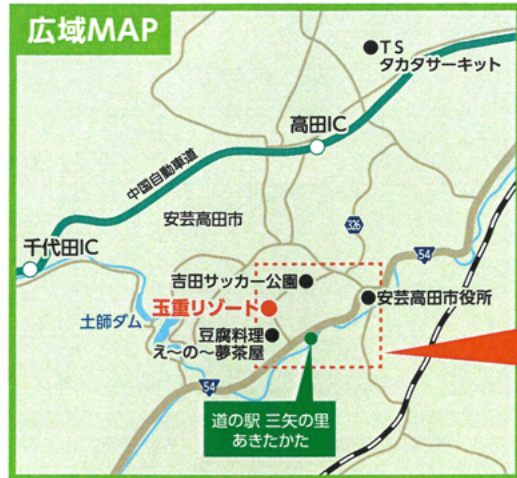 広域MAP
TS
タカタサーキット
高田IC
中国自動車道
安芸高田市
326
千代田IC
54
吉田サッカー公園
安芸高田市役所
玉重リゾート
土師ダム
豆腐料理
え〜の〜夢茶屋
54
道の駅 三矢の里
あきたかた